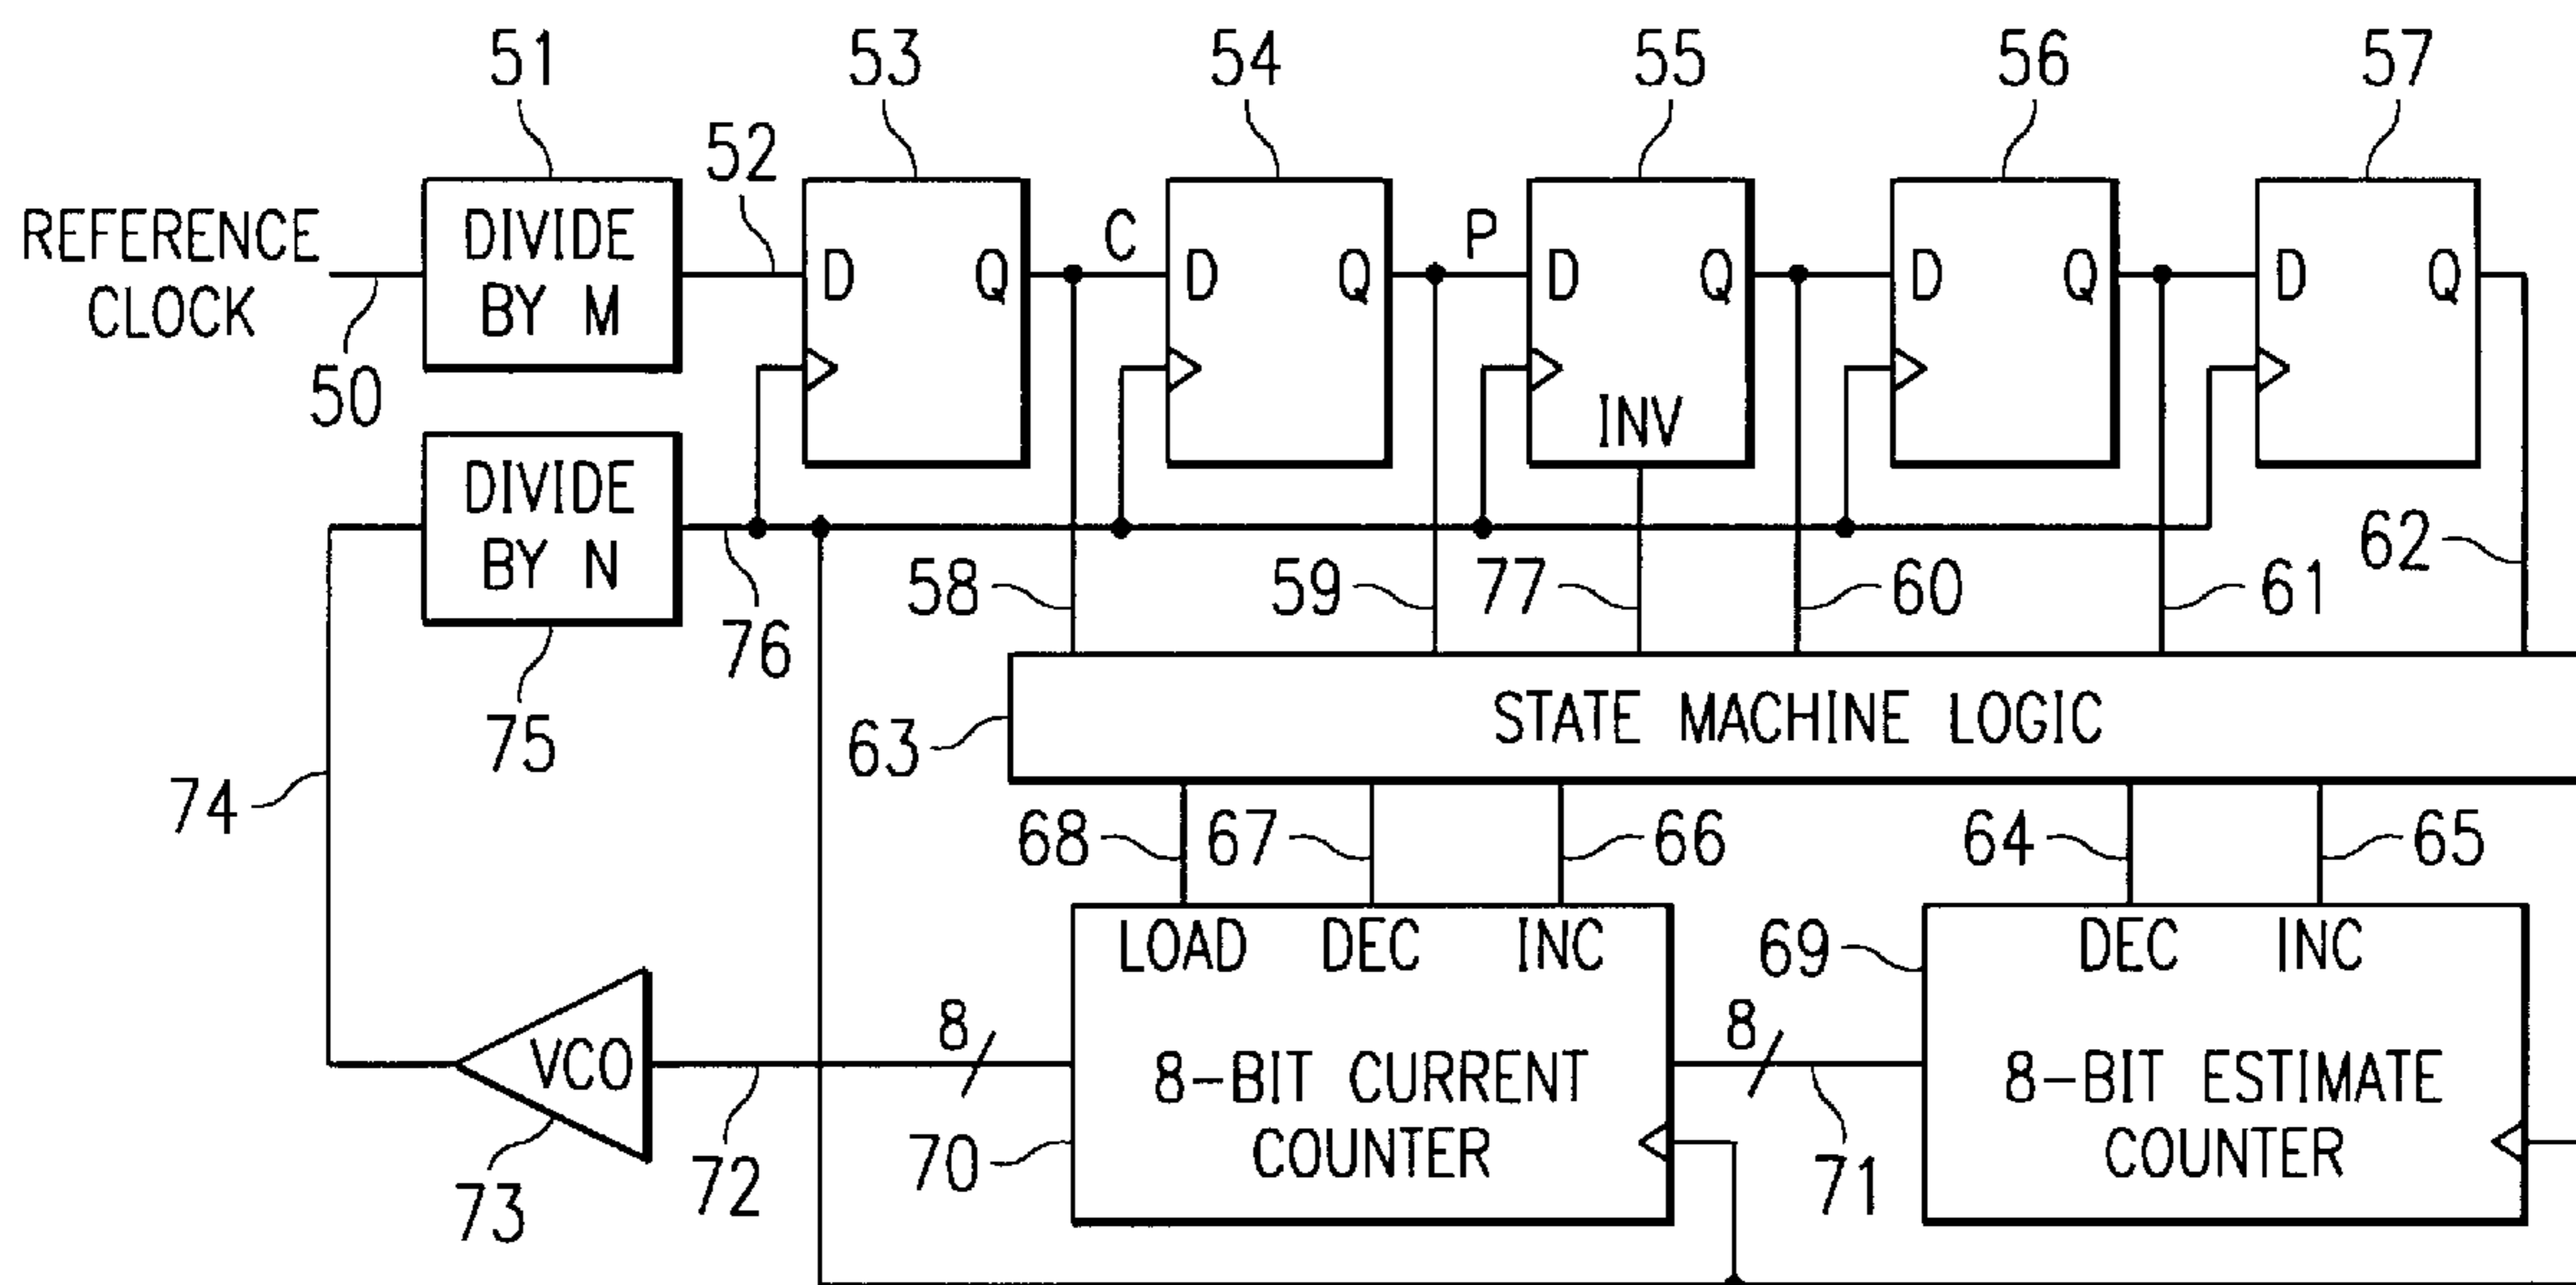 51
53
54
55
56
57
52
REFERENCE
CLOCK
50
DIVIDE
BY M
D
Q
C
D
Q
P
D
Q
INV
D
Q
D
Q
DIVIDE
BY N
75
76
58
59
77
60
61
62
74
63
STATE MACHINE LOGIC
68
67
66
64
65
LOAD
DEC
INC
69
DEC
INC
VCO
73
72
8
8-BIT CURRENT
COUNTER
70
8
71
8-BIT ESTIMATE
COUNTER